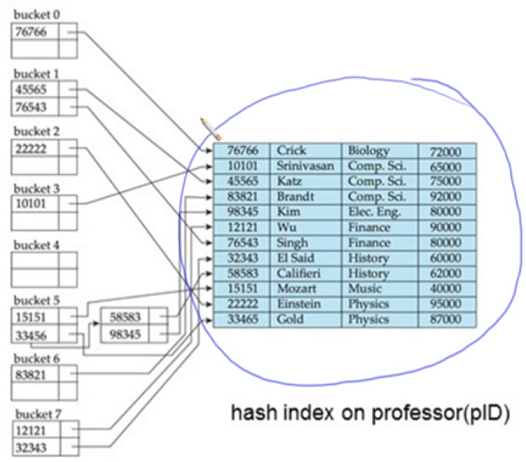 bucket 0
76766
bucket 1
45565
76543
bucket 2
22222
bucket 3
10101
bucket 4
bucket 5
15151
33456
58583
98345
bucket 6
83821
bucket 7
12121
32343
76766 Crick Biology 72000
10101 Srinivasan Comp. Sci. 65000
45565 Katz Comp. Sci. 75000
83821 Brandt Comp. Sci. 92000
98345 Kim Elec. Eng. 80000
12121 Wu Finance 90000
76543 Singh Finance 80000
32343 El Said History 60000
58583 Califieri History 62000
15151 Mozart Music 40000
22222 Einstein Physics 95000
33465 Gold Physics 87000
hash index on professor(pID)